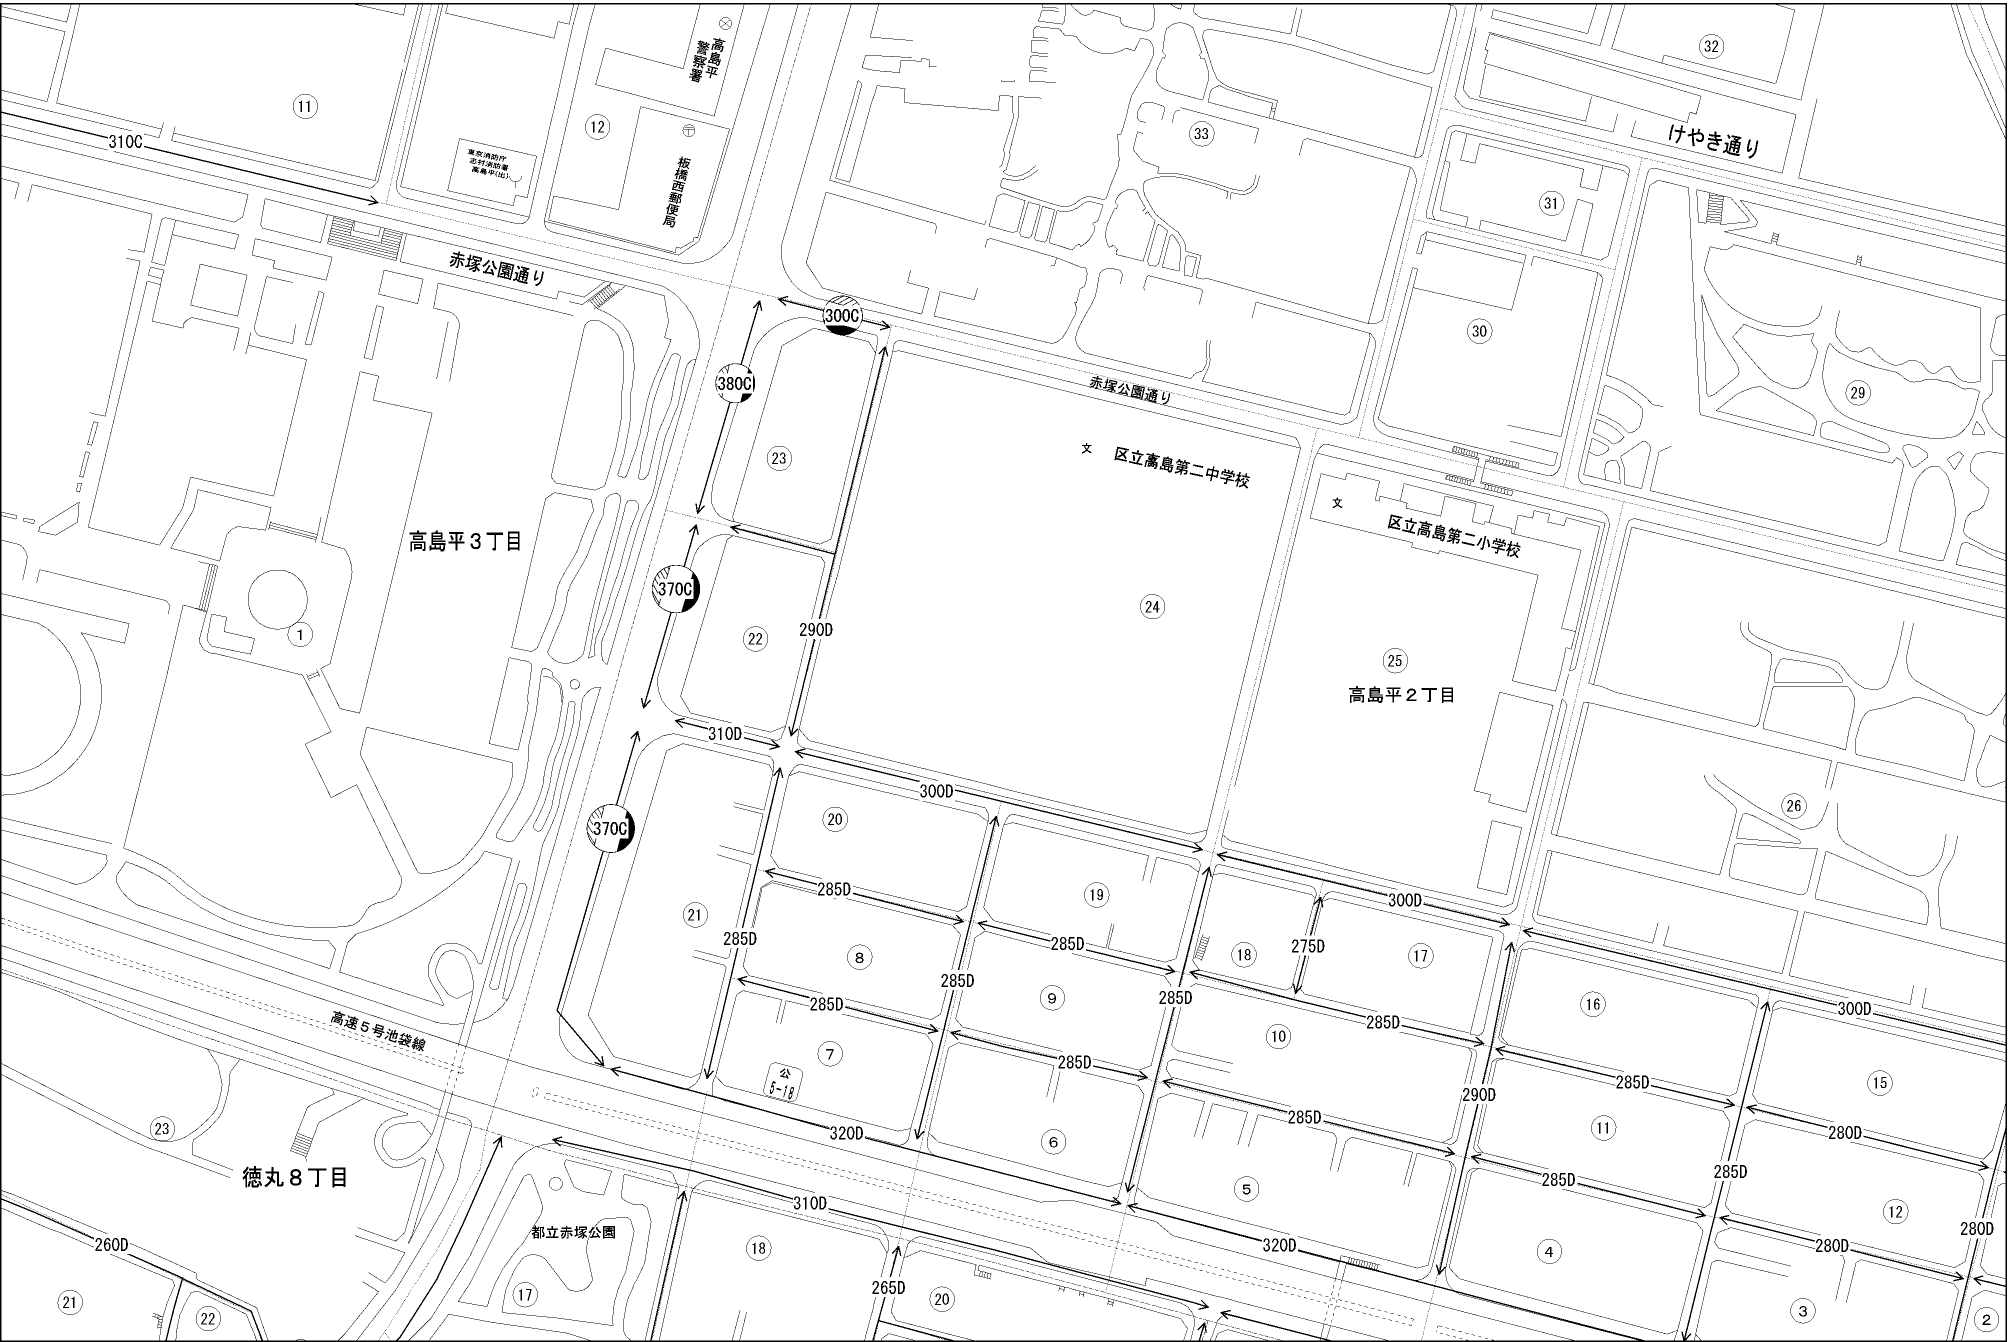 高島平
警察署
32
11
12
33
けやき通り
310C
東京消防庁
志村消防署
高島平(出)
板橋西郵便局
31
赤塚公園通り
300C
30
380C
赤塚公園通り
29
23
文 区立高島第二中学校
文
区立高島第二小学校
高島平3丁目
370C
24
1
290D
22
25
高島平2丁目
310D
300D
26
20
370C
285D
19
300D
21
285D
285D
275D
17
8
18
285D
285D
9
285D
16
300D
285D
高速5号池袋線
285D
10
7
285D
公
5-18
285D
15
290D
285D
23
320D
6
11
280D
徳丸8丁目
285D
5
285D
310D
都立赤塚公園
12
280D
260D
18
320D
4
280D
265D
17
20
21
22
3
2